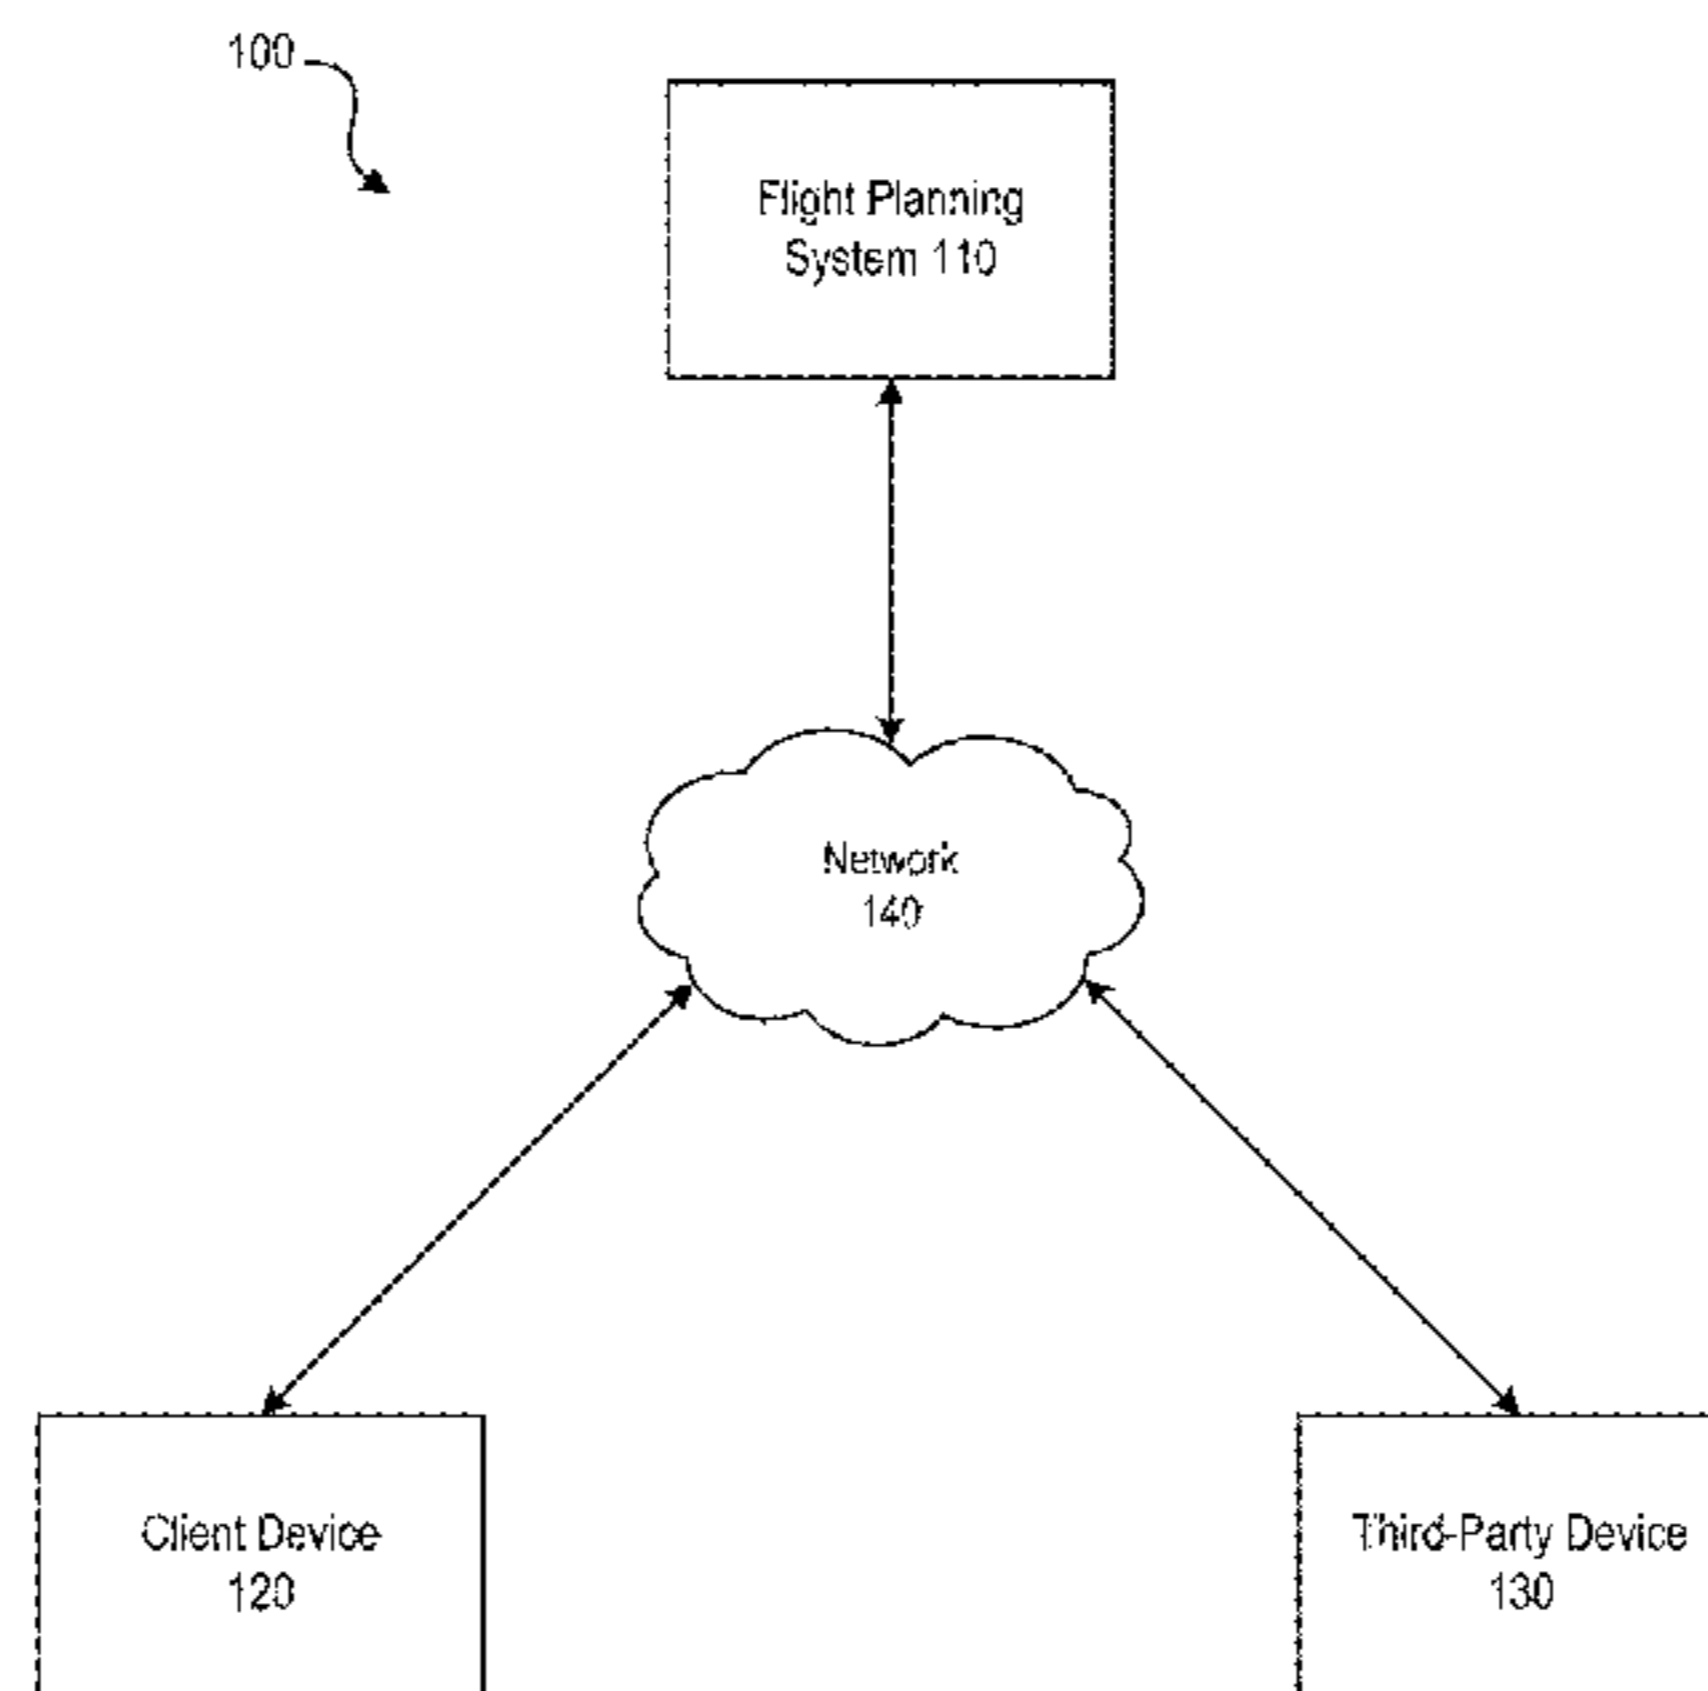 100
Flight Planning
System 110
Network
140
Client Device
120
Third-Party Device
130